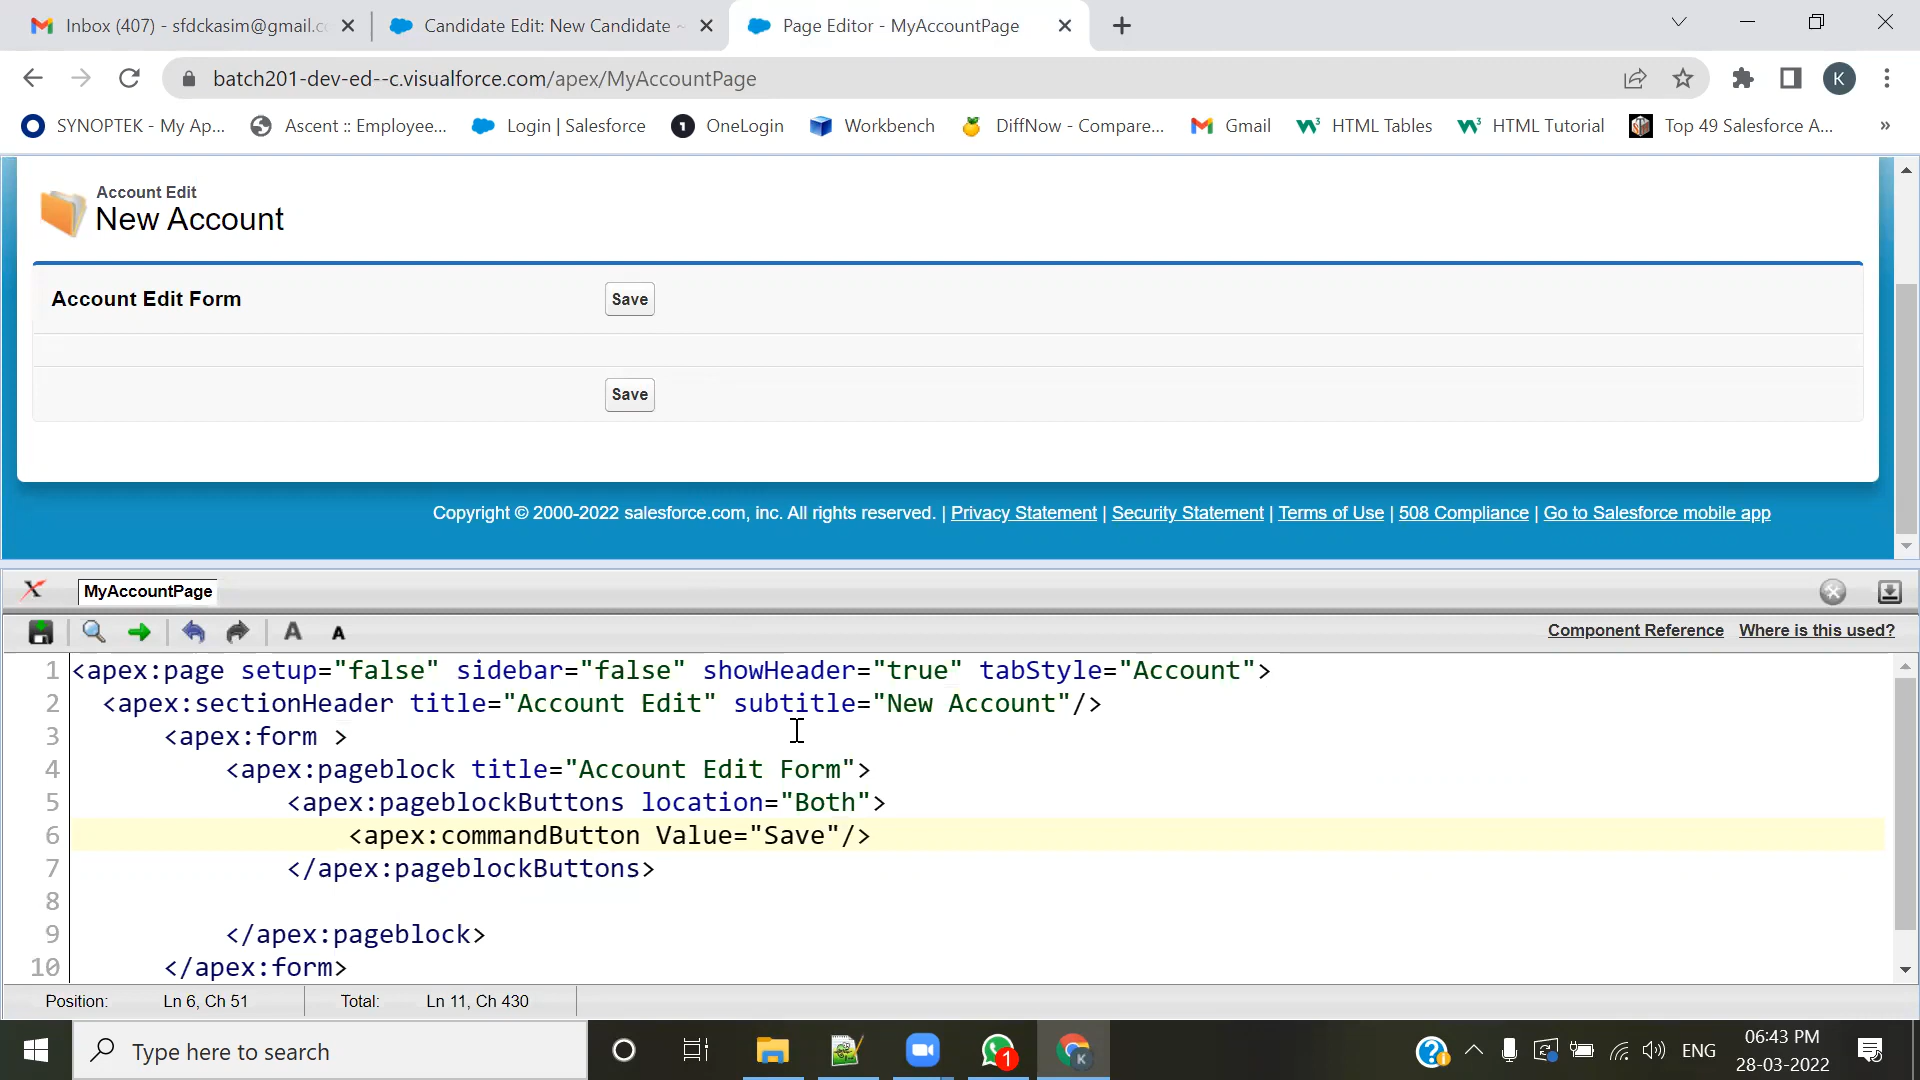 Inbox (407) - sfdckasim@gmail.c
Candidate Edit: New Candidate ~
Page Editor - MyAccountPage
batch201-dev-ed--c.visualforce.com/apex/MyAccountPage
K
SYNOPTEK - My Ap...
Ascent :: Employee...
Login | Salesforce
1
OneLogin
Workbench
DiffNow - Compare...
Gmail
HTML Tables
HTML Tutorial
Top 49 Salesforce A...
»
Account Edit
New Account
Account Edit Form
Save
Save
Copyright © 2000-2022 salesforce.com, inc. All rights reserved. | Privacy Statement | Security Statement | Terms of Use | 508 Compliance | Go to Salesforce mobile app
MyAccountPage
A
A
Component Reference
Where is this used?
1 <apex:page setup="false" sidebar="false" showHeader="true" tabStyle="Account">
2 <apex:sectionHeader title="Account Edit" subtitle="New Account"/>
3 <apex:form >
4 <apex:pageblock title="Account Edit Form">
5 <apex:pageblockButtons location="Both">
6 <apex:commandButton Value="Save"/>
7 </apex:pageblockButtons>
8
9 </apex:pageblock>
10 </apex:form>
Position: Ln 6, Ch 51 Total: Ln 11, Ch 430
Type here to search
1
K
ENG
06:43 PM
28-03-2022